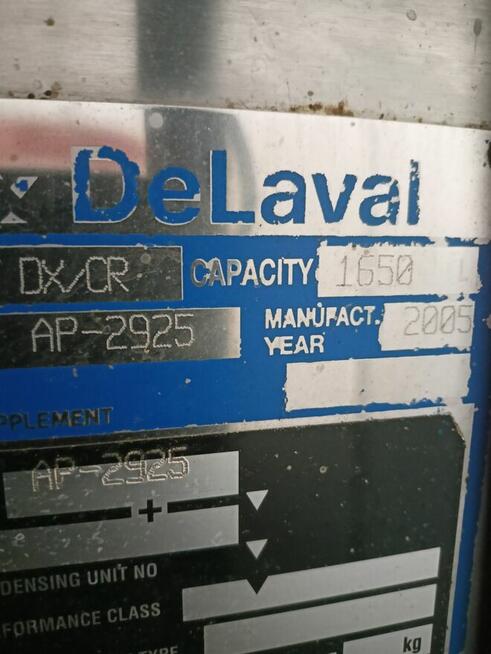 DeLaval
DX/CR CAPACITY 1650 L
AP-2925 MANUFACT. 2005
YEAR
PPLEMENT
AP-2925
+
DENSING UNIT NO
FORMANCE CLASS
TYPE
kg